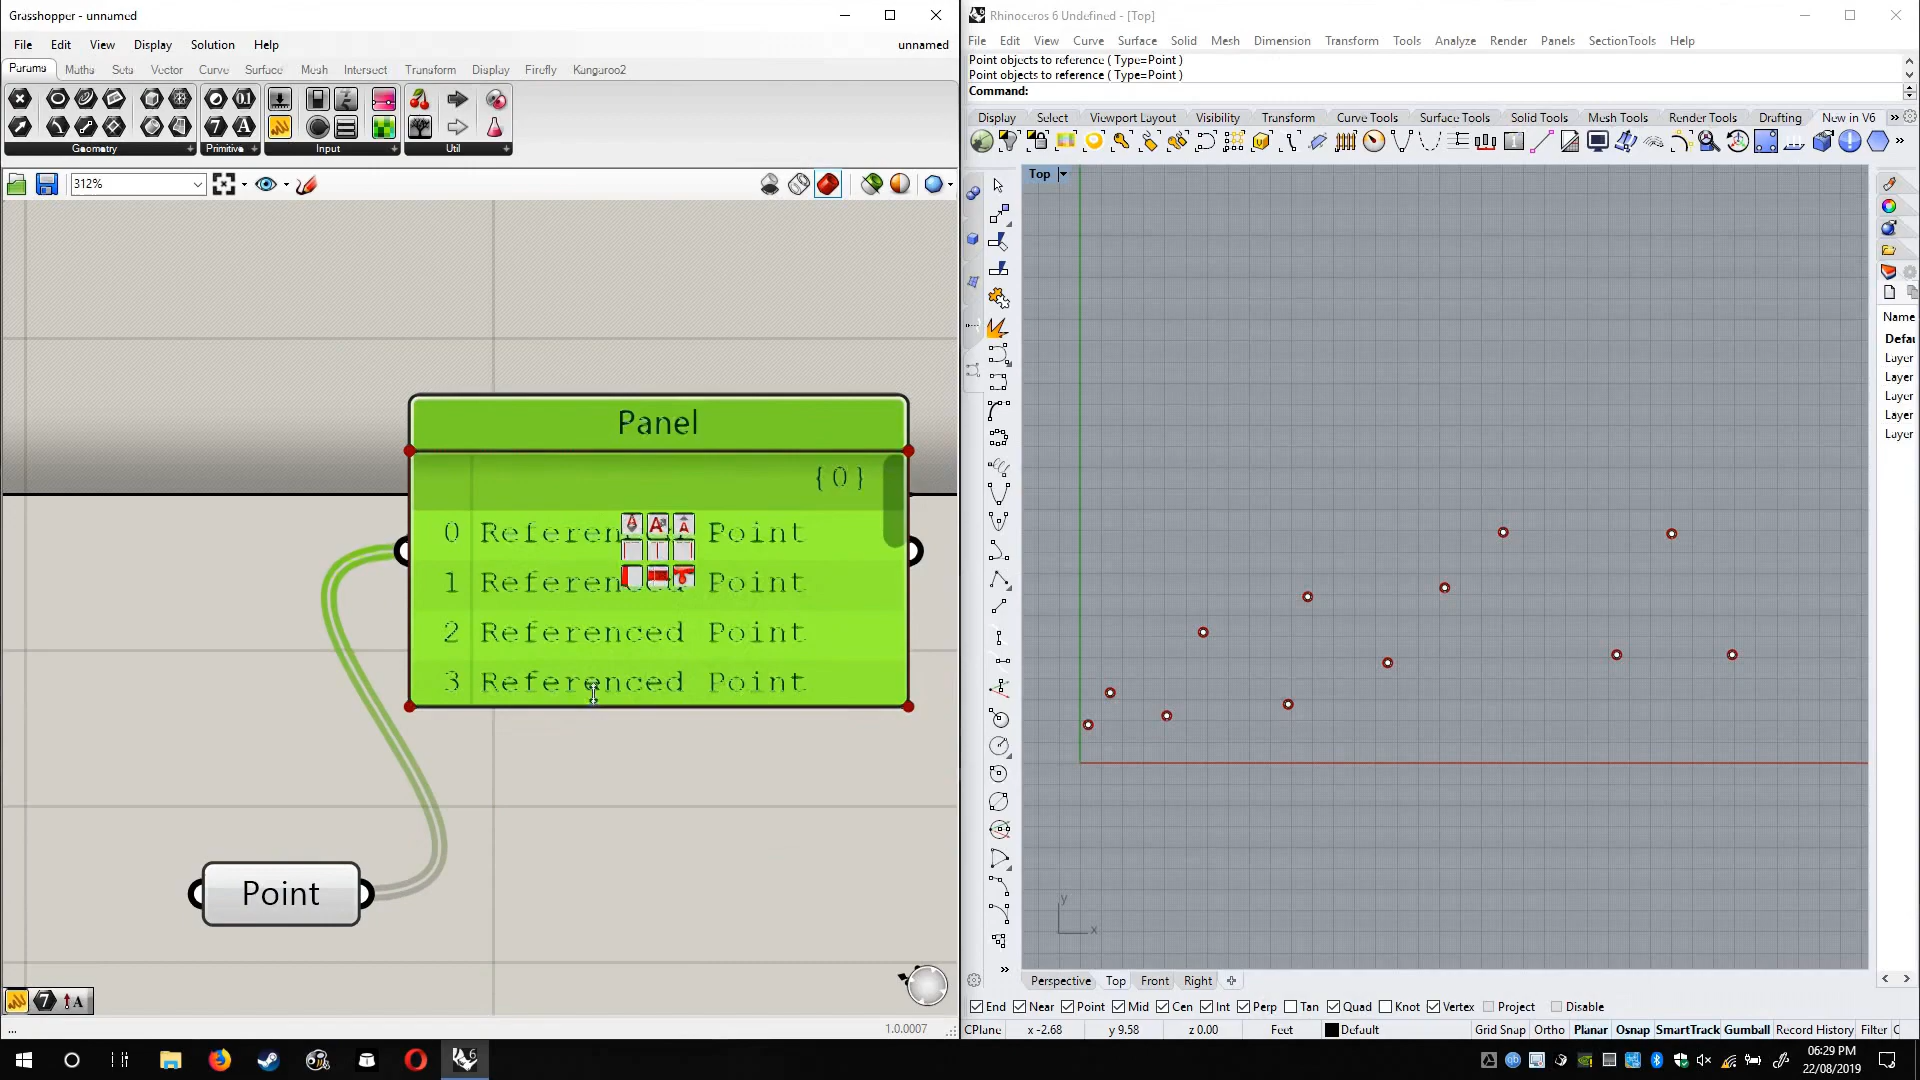 Grasshopper - unnamed
File Edit View Display Solution Help
unnamed
Params Maths Sets Vector Curve Surface Mesh Intersect Transform Display Firefly Kangaroo2
Geometry
Primitive
Input
Util
312%
Panel
{0}
0 Point
1 Point
2 Referenced Point
3 Referenced Point
Point
...
1.0.0007
Rhinoceros 6 Undefined - [Top]
File Edit View Curve Surface Solid Mesh Dimension Transform Tools Analyze Render Panels SectionTools Help
Point objects to reference ( Type=Point )
Point objects to reference ( Type=Point )
Command:
Display Select Viewport Layout Visibility Transform Curve Tools Surface Tools Solid Tools Mesh Tools Render Tools Drafting New in V6
Top
Name
Defau
Layer
Layer
Layer
Layer
Layer
y
x
Perspective Top Front Right
End Near Point Mid Cen Int Perp Tan Quad Knot Vertex Project Disable
CPlane x -2.68 y 9.58 z 0.00 Feet Default Grid Snap Ortho Planar Osnap SmartTrack Gumball Record History Filter C
06:29 PM
22/08/2019